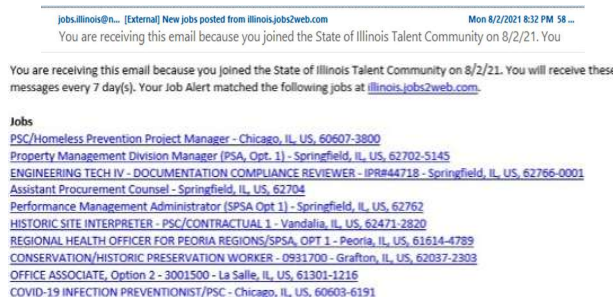 jobs.illinois@n... [External] New jobs posted from illinois.jobs2web.com Mon 8/2/2021 8:32 PM 58 ...
You are receiving this email because you joined the State of Illinois Talent Community on 8/2/21. You
You are receiving this email because you joined the State of Illinois Talent Community on 8/2/21. You will receive these
messages every 7 day(s). Your Job Alert matched the following jobs at illinois.jobs2web.com.
Jobs
PSC/Homeless Prevention Project Manager - Chicago, IL, US, 60607-3800
Property Management Division Manager (PSA, Opt. 1) - Springfield, IL, US, 62702-5145
ENGINEERING TECH IV - DOCUMENTATION COMPLIANCE REVIEWER - IPR#44718 - Springfield, IL, US, 62766-0001
Assistant Procurement Counsel - Springfield, IL, US, 62704
Performance Management Administrator (SPSA Opt 1) - Springfield, IL, US, 62762
HISTORIC SITE INTERPRETER - PSC/CONTRACTUAL 1 - Vandalia, IL, US, 62471-2820
REGIONAL HEALTH OFFICER FOR PEORIA REGIONS/SPSA, OPT 1 - Peoria, IL, US, 61614-4789
CONSERVATION/HISTORIC PRESERVATION WORKER - 0931700 - Grafton, IL, US, 62037-2303
OFFICE ASSOCIATE, Option 2 - 3001500 - La Salle, IL, US, 61301-1216
COVID-19 INFECTION PREVENTIONIST/PSC - Chicago, IL, US, 60603-6191